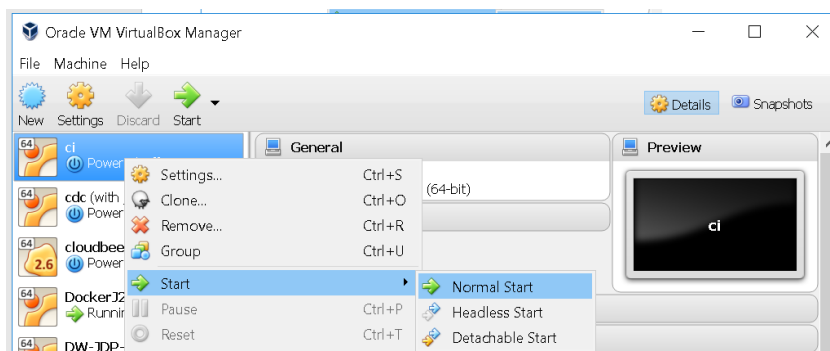 Oracle VM VirtualBox Manager
File Machine Help
New Settings Discard Start
Details Snapshots
64 ci
General
Preview
Settings... Ctrl+S
(64-bit)
64 cdc (with
Power
Clone... Ctrl+O
ci
Remove... Ctrl+R
64 cloudbee
2.6 Power
Group Ctrl+U
Start
Normal Start
64 DockerJ2
Pause Ctrl+P
Headless Start
Reset Ctrl+T
Detachable Start
64 DW-JDP-